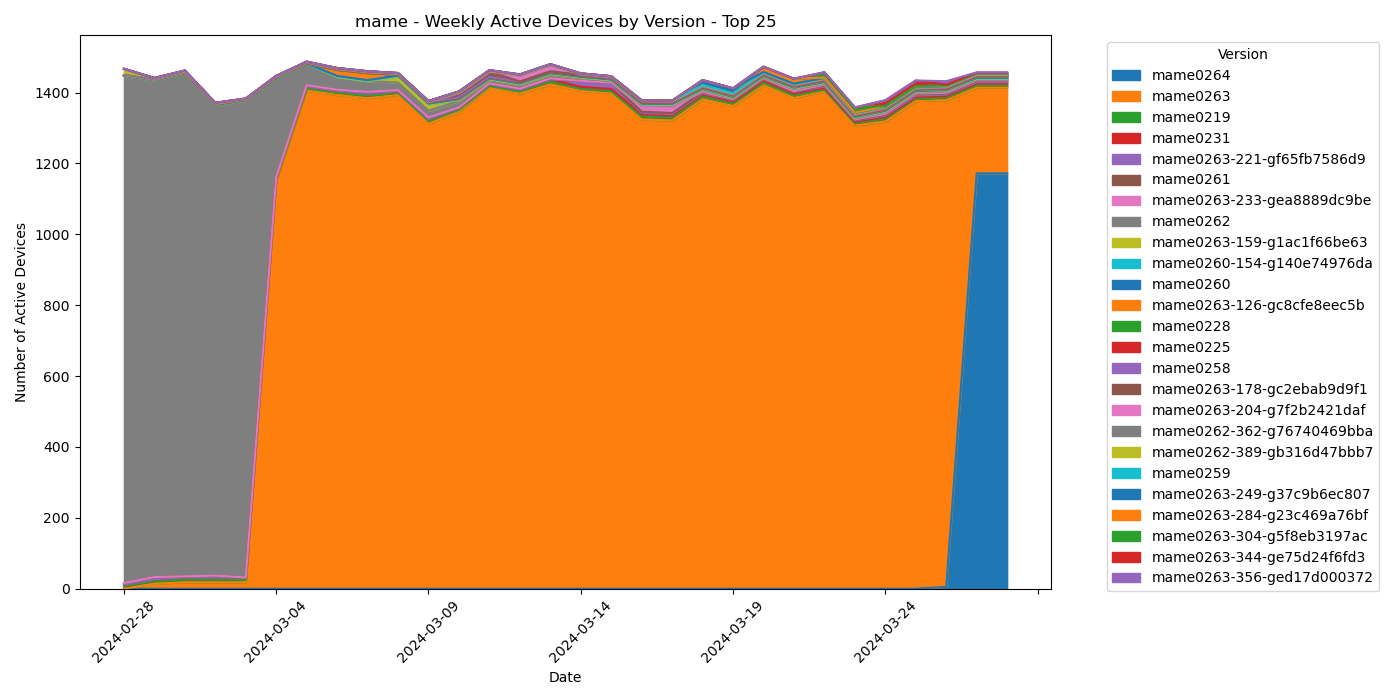 mame - Weekly Active Devices by Version - Top 25
Number of Active Devices
1400
1200
1000
800
600
400
200
0
2024-02-28
2024-03-04
2024-03-09
2024-03-14
2024-03-19
2024-03-24
Date
Version
mame0264
mame0263
mame0219
mame0231
mame0263-221-gf65fb7586d9
mame0261
mame0263-233-gea8889dc9be
mame0262
mame0263-159-g1ac1f66be63
mame0260-154-g140e74976da
mame0260
mame0263-126-gc8cfe8eec5b
mame0228
mame0225
mame0258
mame0263-178-gc2ebab9d9f1
mame0263-204-g7f2b2421daf
mame0262-362-g76740469bba
mame0262-389-gb316d47bbb7
mame0259
mame0263-249-g37c9b6ec807
mame0263-284-g23c469a76bf
mame0263-304-g5f8eb3197ac
mame0263-344-ge75d24f6fd3
mame0263-356-ged17d000372